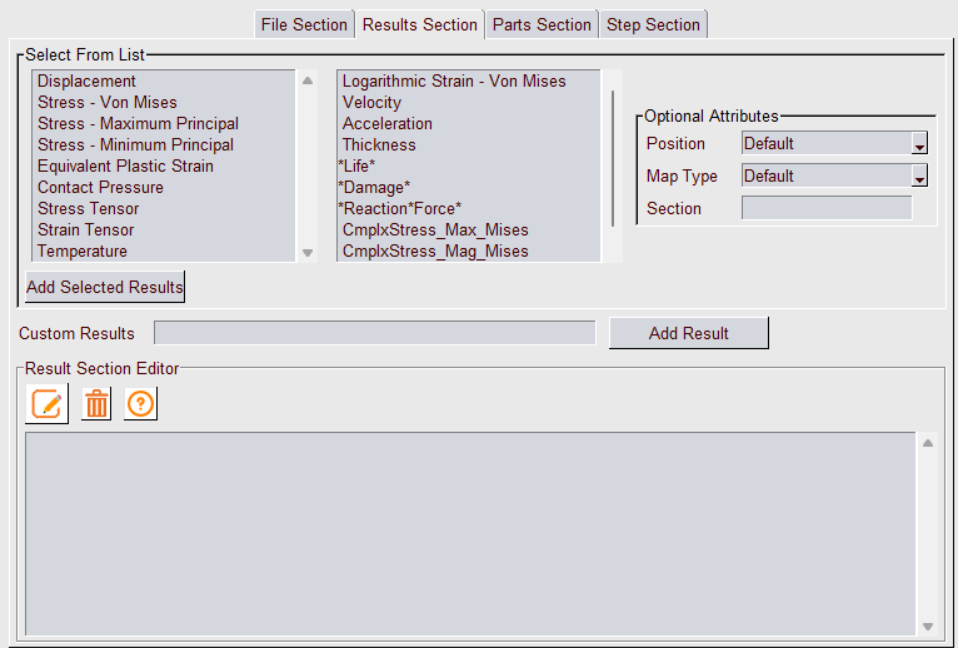 File Section Results Section Parts Section Step Section
Select From List
Displacement
Stress - Von Mises
Stress - Maximum Principal
Stress - Minimum Principal
Equivalent Plastic Strain
Contact Pressure
Stress Tensor
Strain Tensor
Temperature
Logarithmic Strain - Von Mises
Velocity
Acceleration
Thickness
*Life*
*Damage*
*Reaction*Force*
CmplxStress_Max_Mises
CmplxStress_Mag_Mises
Optional Attributes
Position Default
Map Type Default
Section
Add Selected Results
Custom Results Add Result
Result Section Editor
?